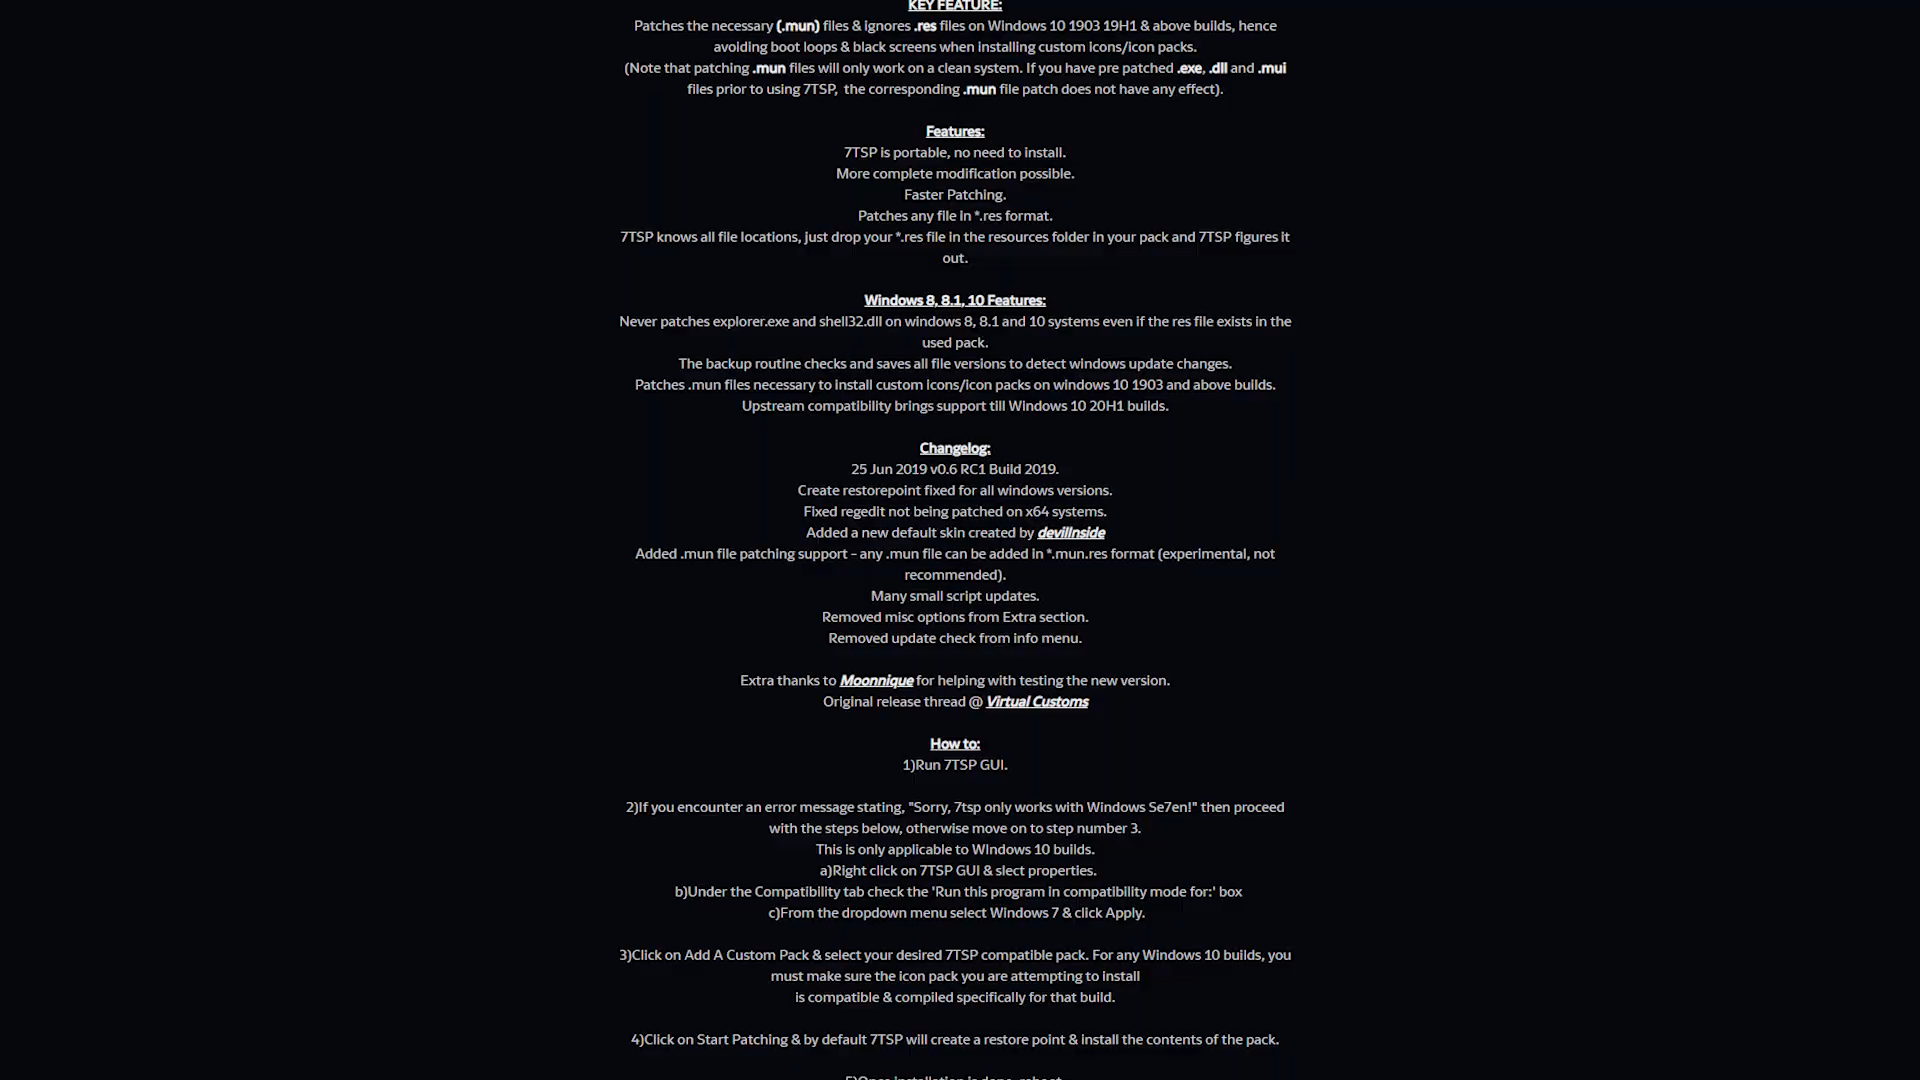 KEY FEATURE:
Patches the necessary (.mun) files & ignores .res files on Windows 10 1903 19H1 & above builds, hence
avoiding boot loops & black screens when installing custom icons/icon packs.
(Note that patching .mun files will only work on a clean system. If you have pre patched .exe, .dll and .mui
files prior to using 7TSP, the corresponding .mun file patch does not have any effect).
Features:
7TSP is portable, no need to install.
More complete modification possible.
Faster Patching.
Patches any file in *.res format.
7TSP knows all file locations, just drop your *.res file in the resources folder in your pack and 7TSP figures it
out.
Windows 8, 8.1, 10 Features:
Never patches explorer.exe and shell32.dll on windows 8, 8.1 and 10 systems even if the res file exists in the
used pack.
The backup routine checks and saves all file versions to detect windows update changes.
Patches .mun files necessary to install custom icons/icon packs on windows 10 1903 and above builds.
Upstream compatibility brings support till Windows 10 20H1 builds.
Changelog:
25 Jun 2019 v0.6 RC1 Build 2019.
Create restorepoint fixed for all windows versions.
Fixed regedit not being patched on x64 systems.
Added a new default skin created by devillnside
Added .mun file patching support - any .mun file can be added in *.mun.res format (experimental, not
recommended).
Many small script updates.
Removed misc options from Extra section.
Removed update check from info menu.
Extra thanks to Moonnique for helping with testing the new version.
Original release thread @ Virtual Customs
How to:
1)Run 7TSP GUI.
2)If you encounter an error message stating, "Sorry, 7tsp only works with Windows Se7en!" then proceed
with the steps below, otherwise move on to step number 3.
This is only applicable to WIndows 10 builds.
a)Right click on 7TSP GUI & slect properties.
b)Under the Compatibility tab check the 'Run this program in compatibility mode for:' box
c)From the dropdown menu select Windows 7 & click Apply.
3)Click on Add A Custom Pack & select your desired 7TSP compatible pack. For any Windows 10 builds, you
must make sure the icon pack you are attempting to install
is compatible & compiled specifically for that build.
4)Click on Start Patching & by default 7TSP will create a restore point & install the contents of the pack.
5)Once installation is done, reboot.